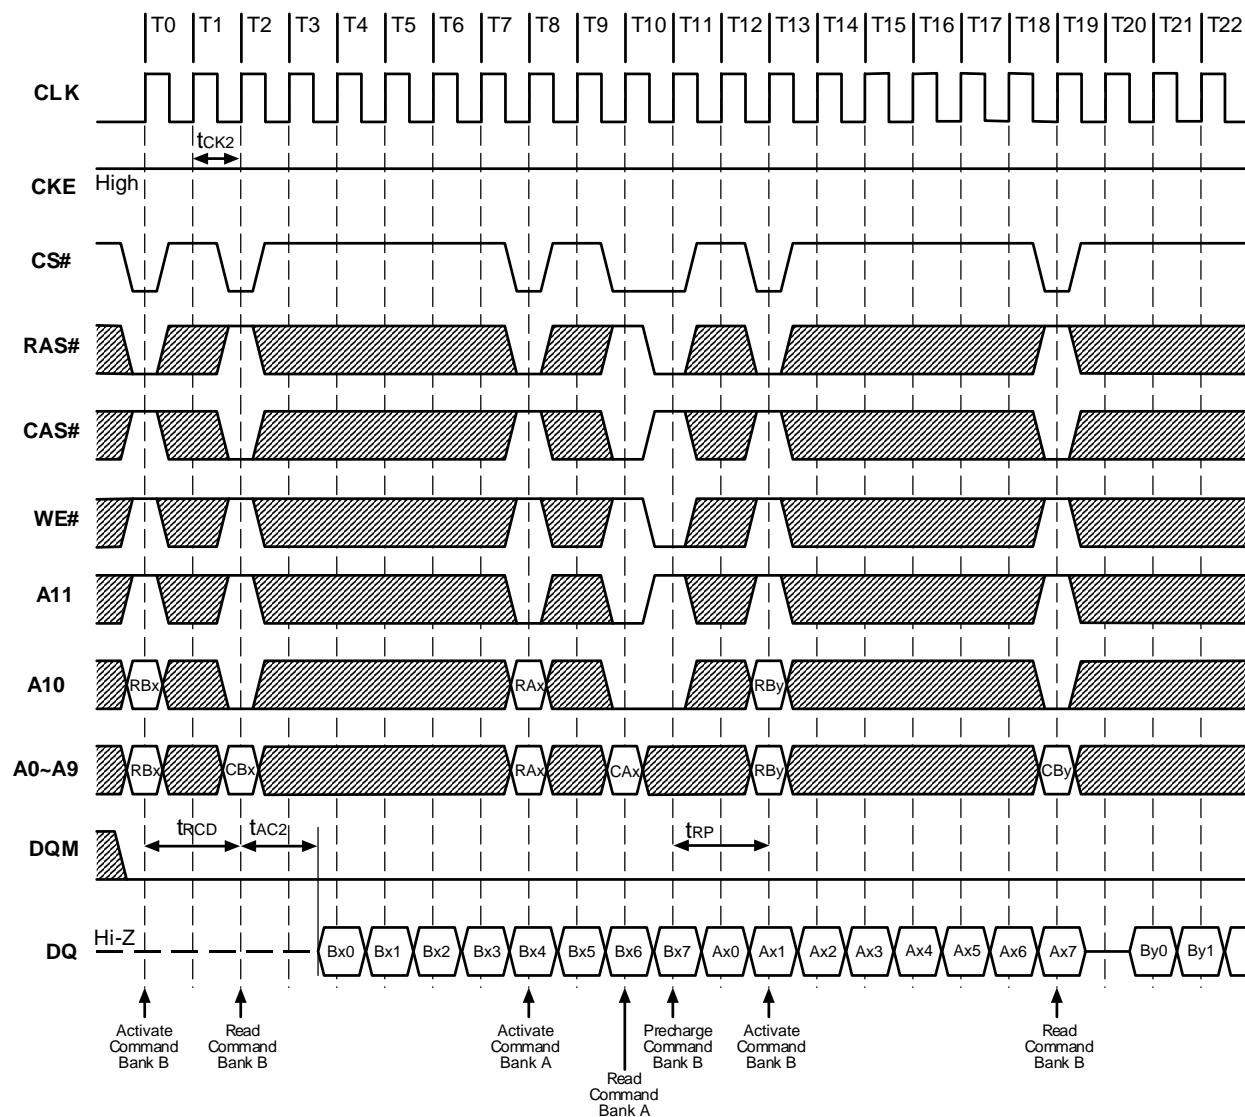 T0 T1 T2 T3 T4 T5 T6 T7 T8 T9 T10 T11 T12 T13 T14 T15 T16 T17 T18 T19 T20 T21 T22
CLK
tCK2
CKE High
CS#
RAS#
CAS#
WE#
A11
A10 RBx RAx RBy
A0~A9 RBx CBx RAx CAx RBy CBy
tRCD tAC2 tRP
DQM
Hi-Z
DQ Bx0 Bx1 Bx2 Bx3 Bx4 Bx5 Bx6 Bx7 Ax0 Ax1 Ax2 Ax3 Ax4 Ax5 Ax6 Ax7 By0 By1
Activate Read Activate Precharge Activate Read
Command Command Command Command Command Command
Bank B Bank B Bank A Bank B Bank B Bank B
Read
Command
Bank A